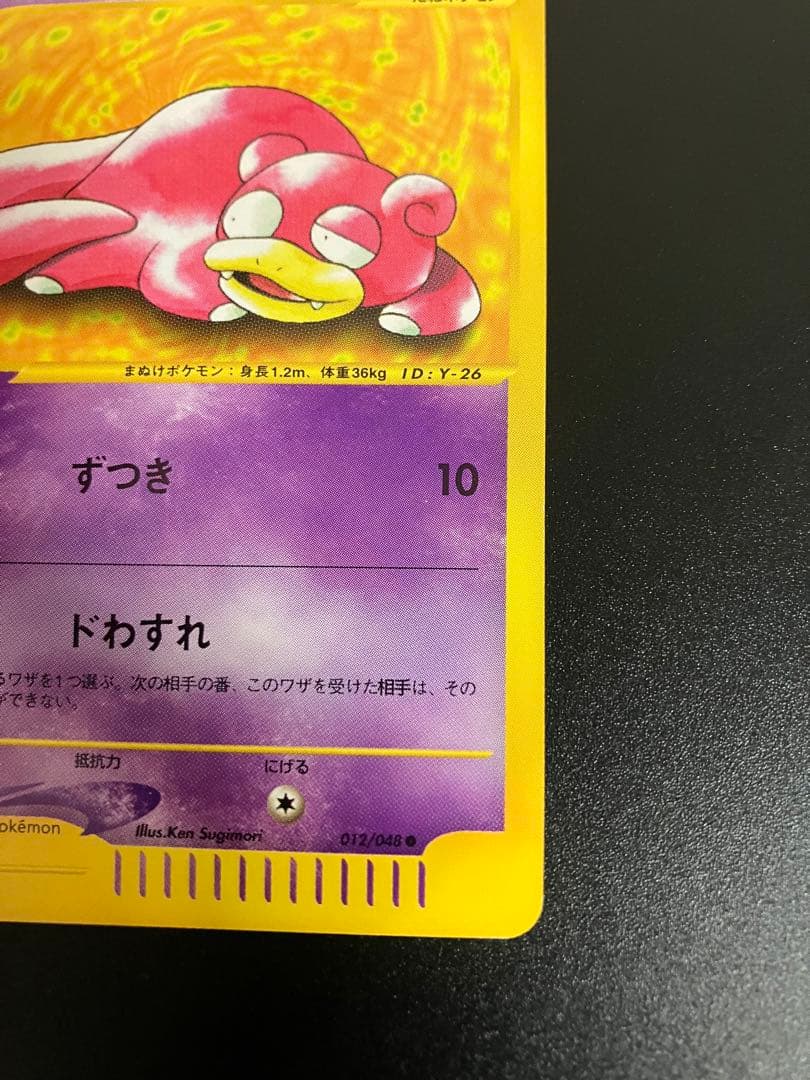 まぬけポケモン：身長1.2m、体重36kg ID:Y-26
ずつき 10
ドわすれ
るワザを1つ選ぶ。次の相手の番、このワザを受けた相手は、その
ができない。
抵抗力 にげる
okémon
Illus.Ken Sugimori 012/048 ●